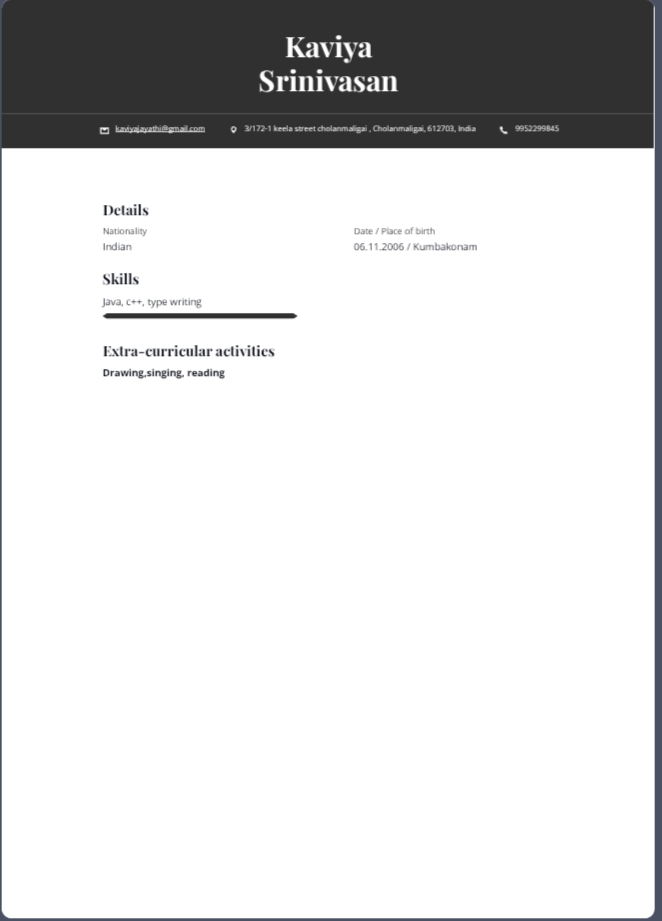 Kaviya
Srinivasan
kaviyajayathi@gmail.com 3/172-1 keela street cholanmaligai , Cholanmaligai, 612703, India 9952299845
Details
Nationality Date / Place of birth
Indian 06.11.2006 / Kumbakonam
Skills
Java, c++, type writing
Extra-curricular activities
Drawing,singing, reading